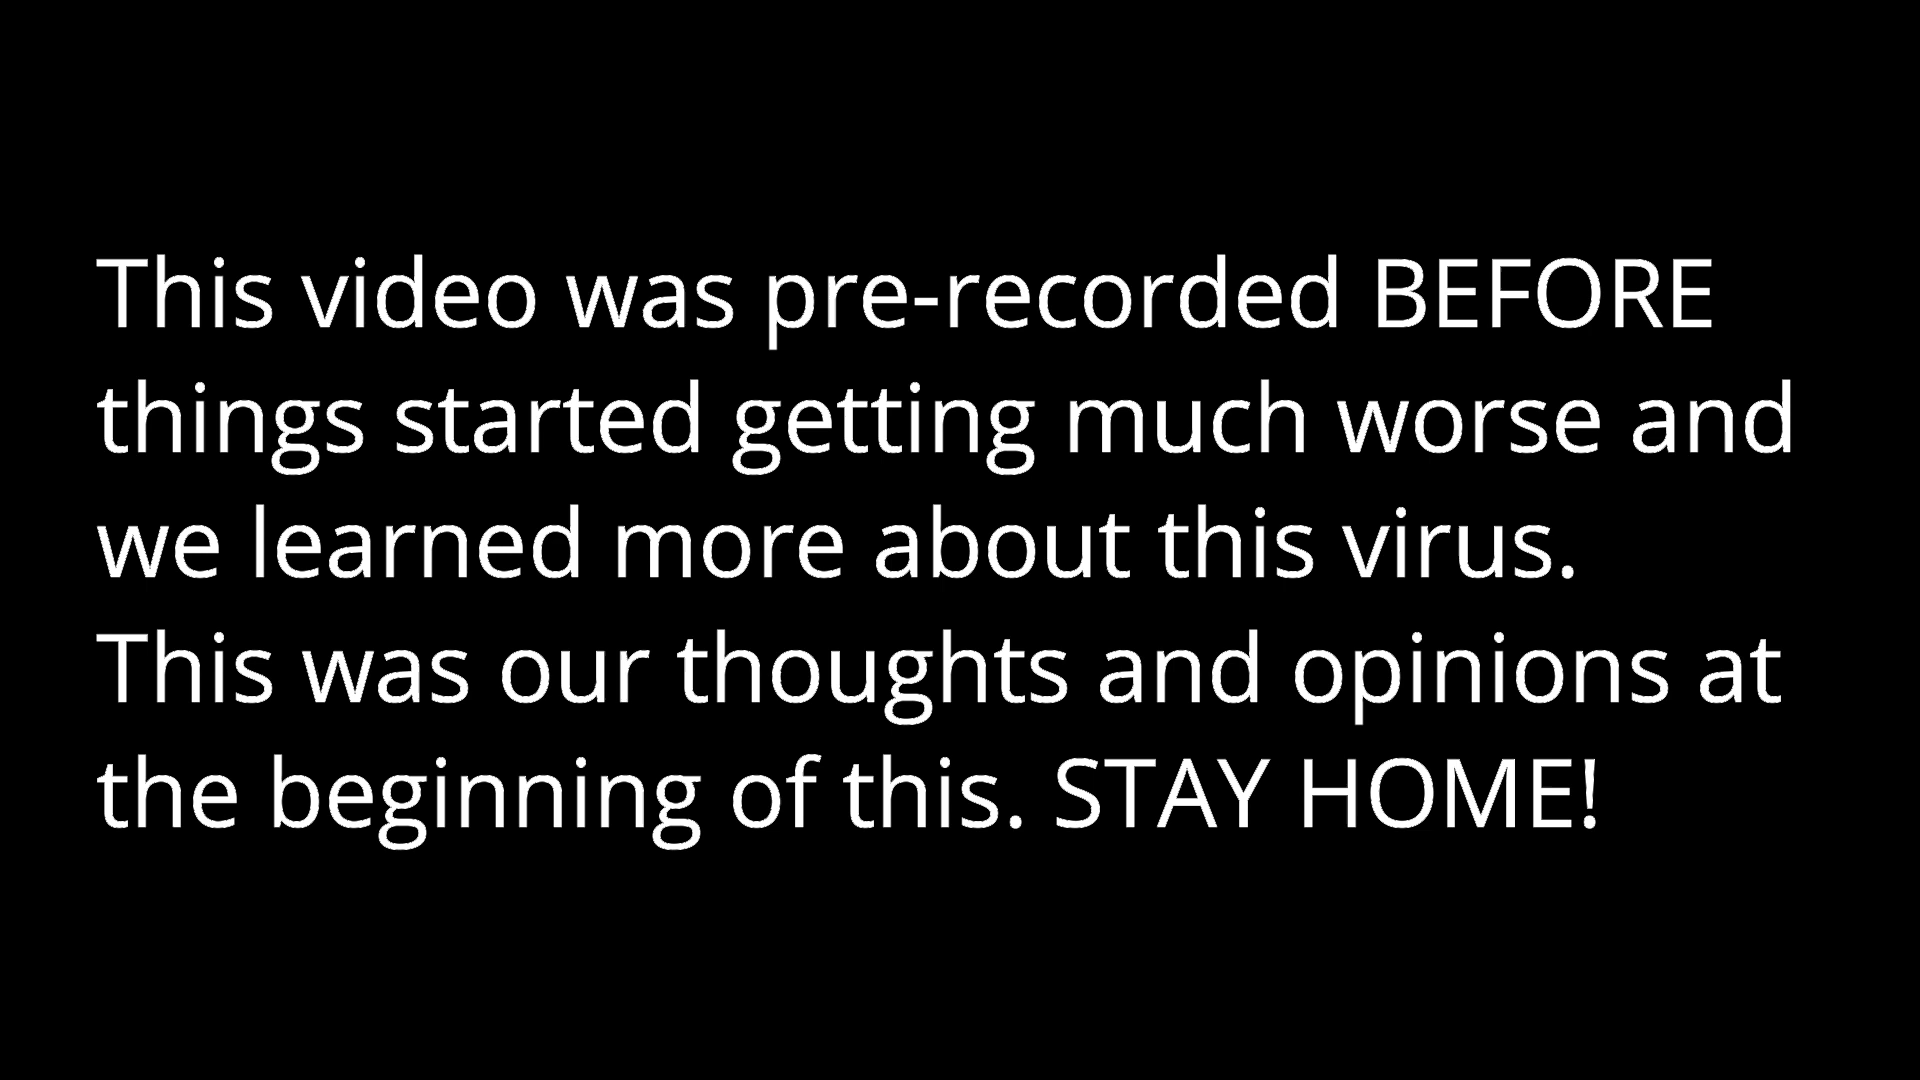 This video was pre-recorded BEFORE
things started getting much worse and
we learned more about this virus.
This was our thoughts and opinions at
the beginning of this. STAY HOME!